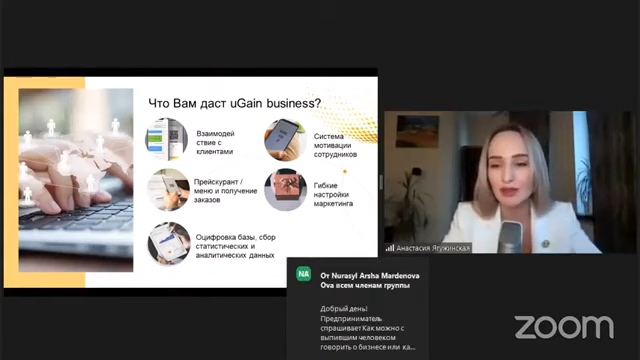 Что Вам даст uGain business?
Взаимодей
ствие с
клиентами
Система
мотивации
сотрудников
Прейскурант /
меню и получение
заказов
Гибкие
настройки
маркетинга
Оцифровка базы, сбор
статистических и
аналитических данных
Анастасия Ягужинская
NA
От Nurasyl Arsha Mardenova
Ova всем членам группы
Добрый день!
Предприниматель
спрашивает Как можно с
выпившим человеком
говорить о бизнесе или ка...
zoom